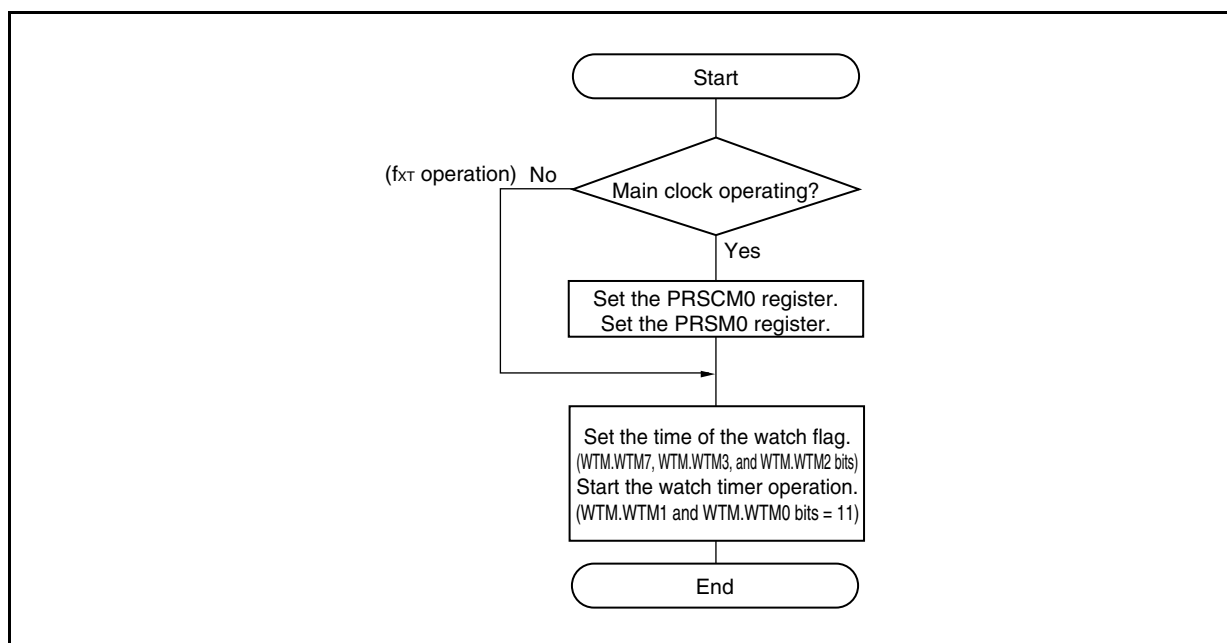 Start
(fXT operation) No
Main clock operating?
Yes
Set the PRSCM0 register.
Set the PRSM0 register.
Set the time of the watch flag.
(WTM.WTM7, WTM.WTM3, and WTM.WTM2 bits)
Start the watch timer operation.
(WTM.WTM1 and WTM.WTM0 bits = 11)
End